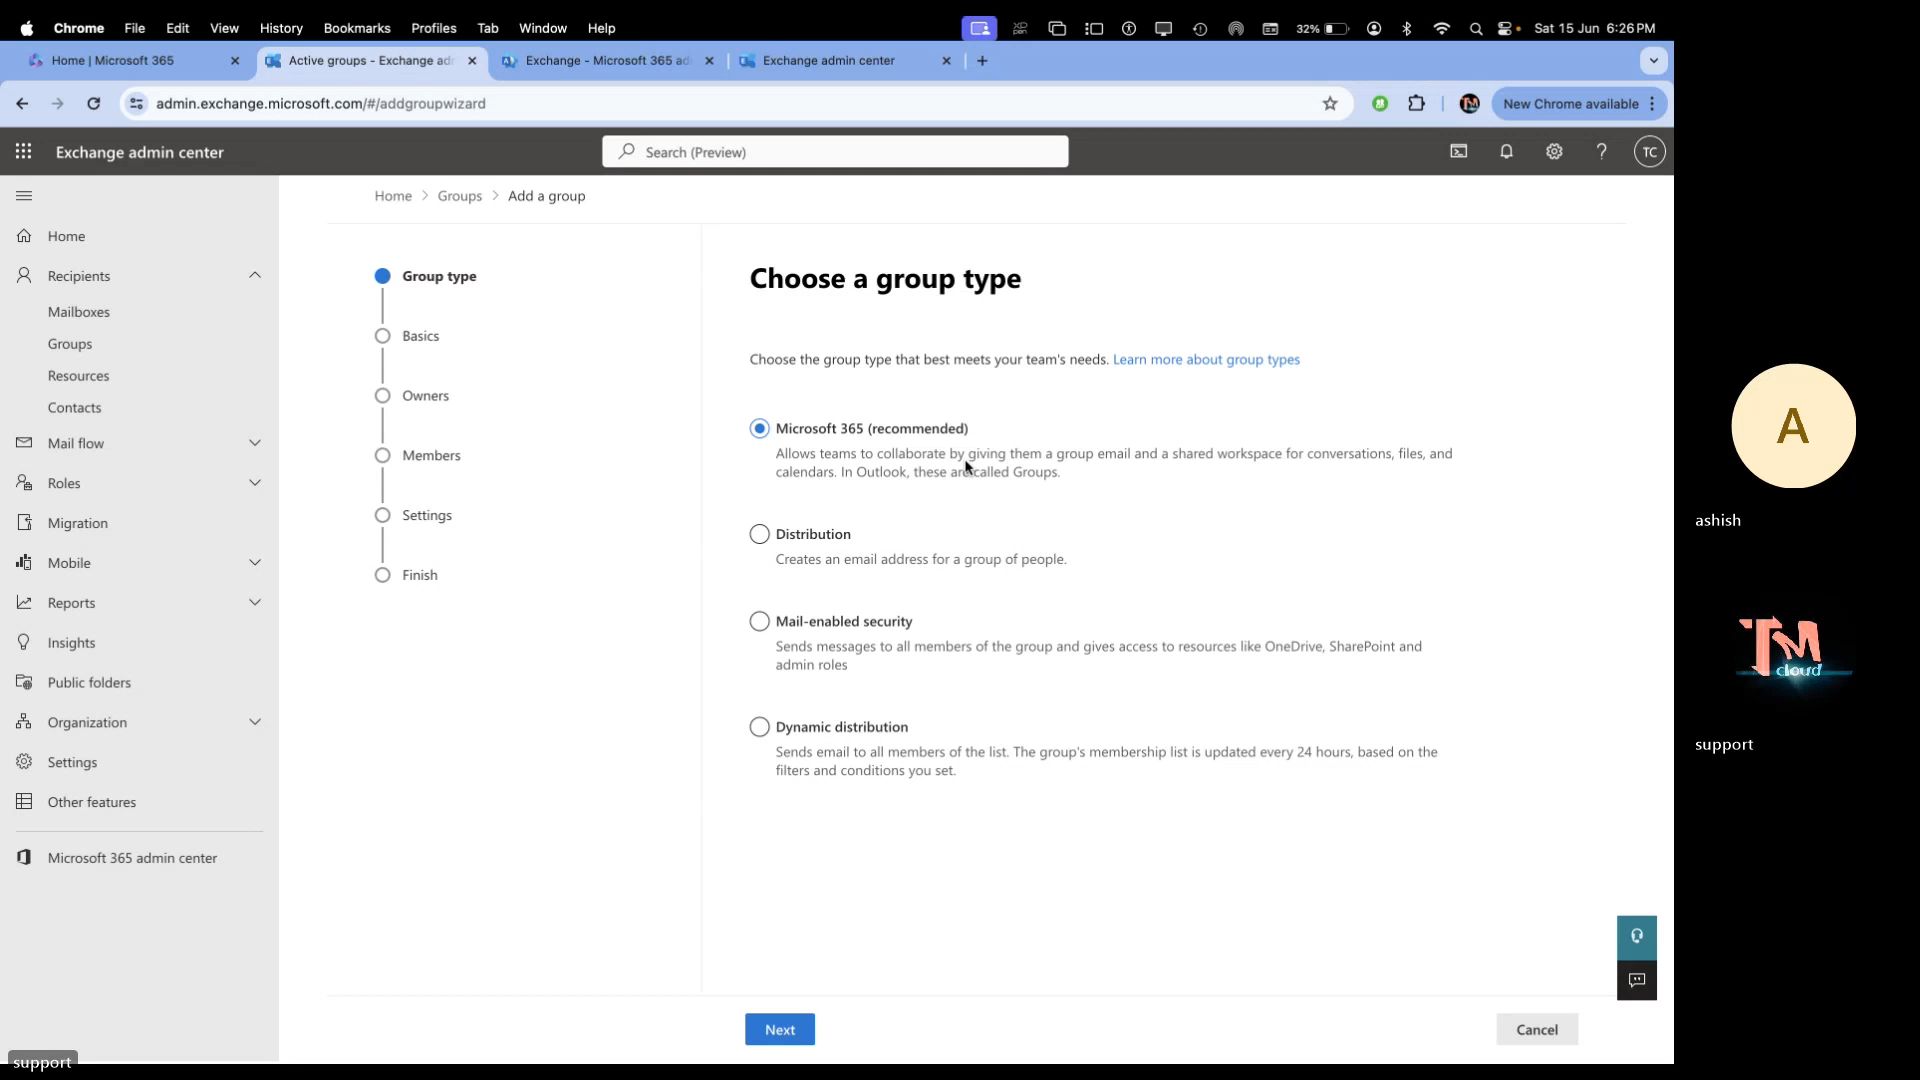 Chrome File Edit View History Bookmarks Profiles Tab Window Help 32% Sat 15 Jun 6:26 PM
Home | Microsoft 365 Active groups - Exchange adr Exchange - Microsoft 365 ad Exchange admin center
admin.exchange.microsoft.com/#/addgroupwizard New Chrome available
Exchange admin center Search (Preview) TC
Home > Groups > Add a group
Home
Recipients
Mailboxes
Groups
Resources
Contacts
Mail flow
Roles
Migration
Mobile
Reports
Insights
Public folders
Organization
Settings
Other features
Microsoft 365 admin center
Group type
Basics
Owners
Members
Settings
Finish
Choose a group type
Choose the group type that best meets your team's needs. Learn more about group types
Microsoft 365 (recommended)
Allows teams to collaborate by giving them a group email and a shared workspace for conversations, files, and
calendars. In Outlook, these are called Groups.
Distribution
Creates an email address for a group of people.
Mail-enabled security
Sends messages to all members of the group and gives access to resources like OneDrive, SharePoint and
admin roles
Dynamic distribution
Sends email to all members of the list. The group's membership list is updated every 24 hours, based on the
filters and conditions you set.
Next Cancel
A
ashish
TM
cloud
support
support